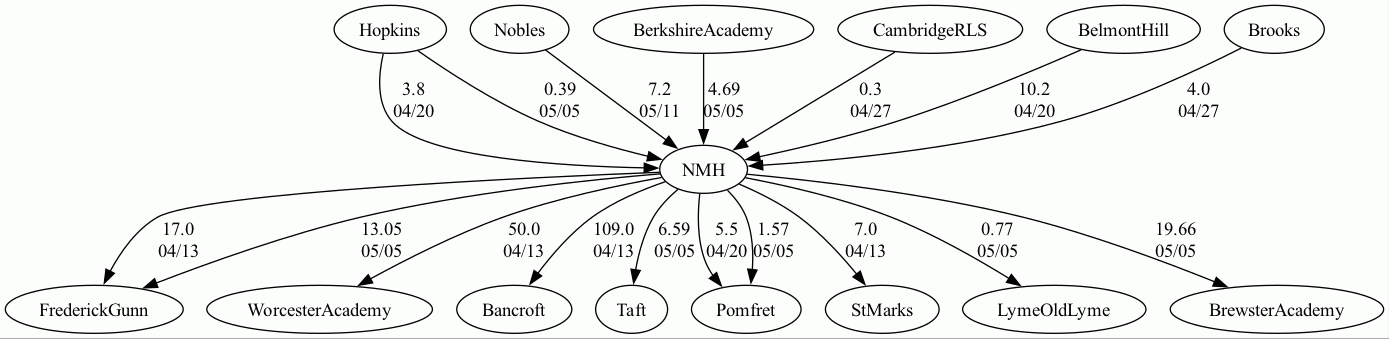 Hopkins Nobles BerkshireAcademy CambridgeRLS BelmontHill Brooks
3.8 0.39 7.2 4.69 0.3 10.2 4.0
04/20 05/05 05/11 05/05 04/27 04/20 04/27
NMH
17.0 13.05 50.0 109.0 6.59 5.5 1.57 7.0 0.77 19.66
04/13 05/05 04/13 04/13 05/05 04/20 05/05 04/13 05/05 05/05
FrederickGunn WorcesterAcademy Bancroft Taft Pomfret StMarks LymeOldLyme BrewsterAcademy